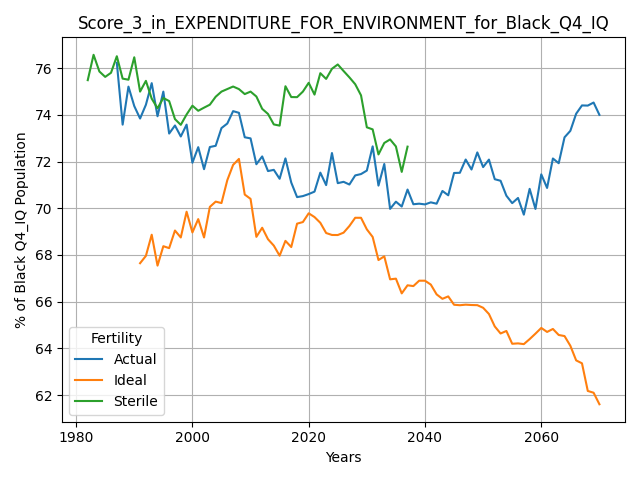 Score_3_in_EXPENDITURE_FOR_ENVIRONMENT_for_Black_Q4_IQ
% of Black Q4_IQ Population
76
74
72
70
68
66
64
62
Fertility
Actual
Ideal
Sterile
1980
2000
2020
2040
2060
Years